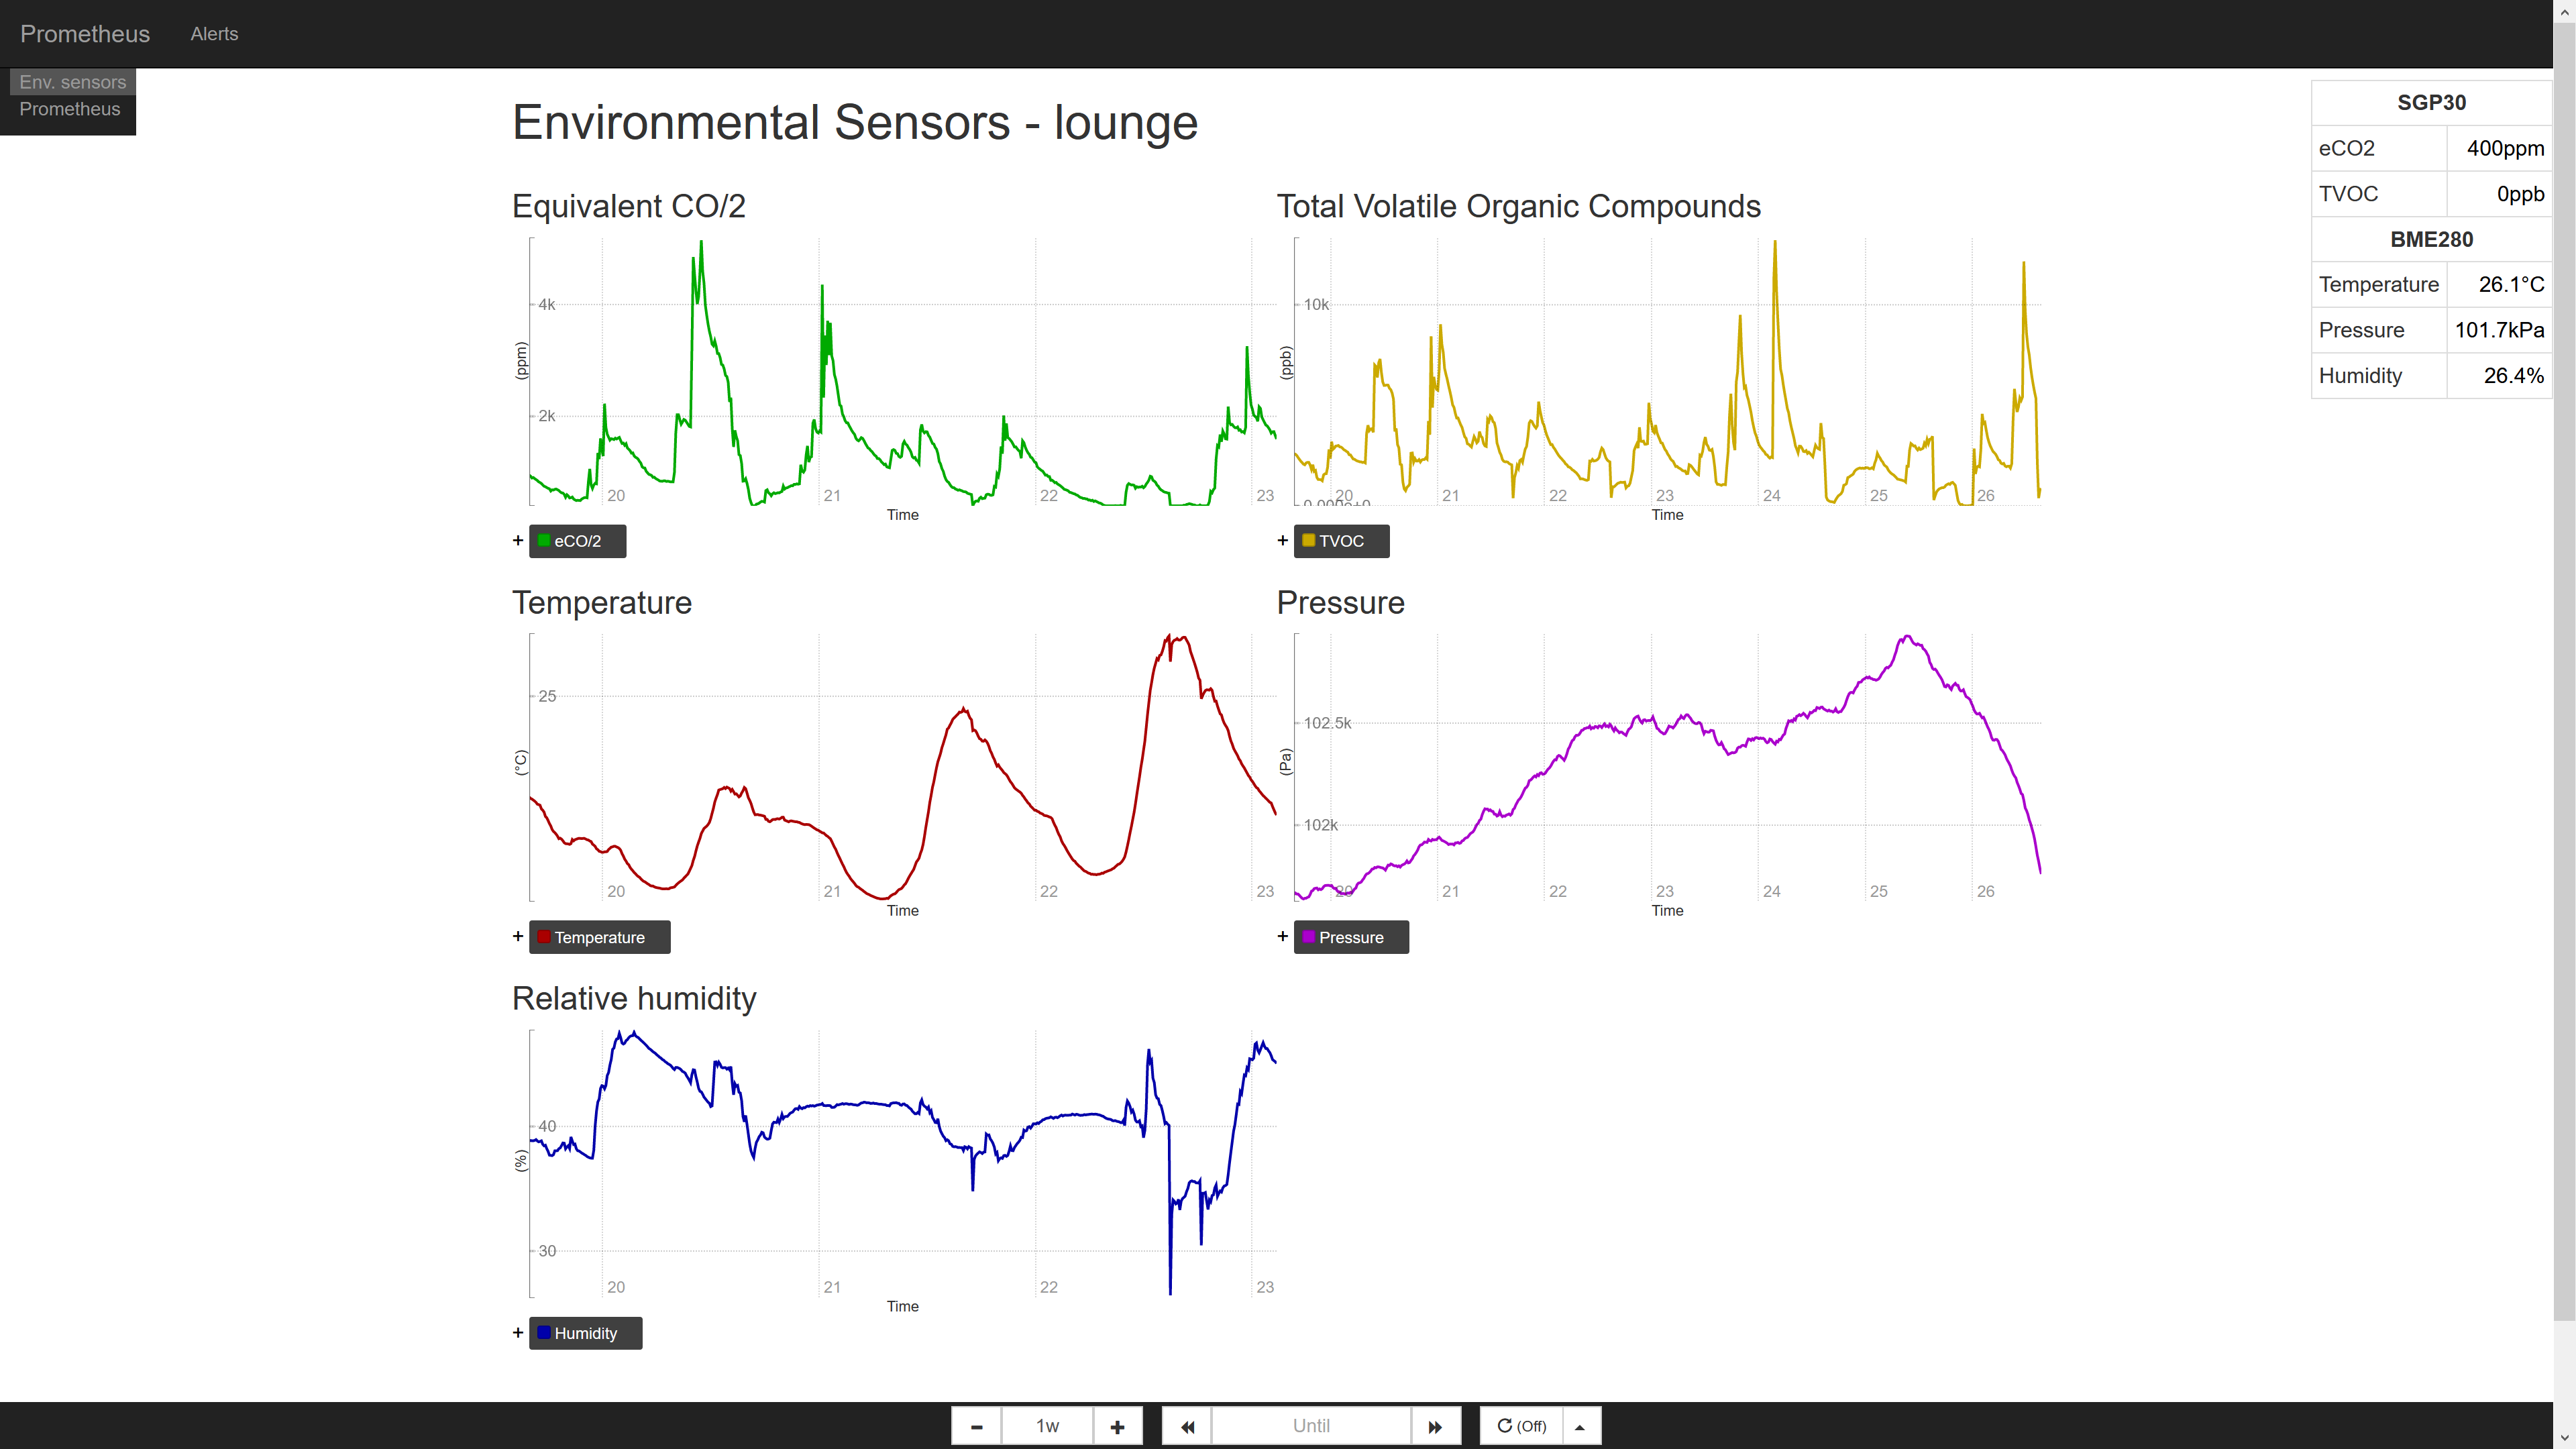 Prometheus Alerts
Env. sensors
Prometheus
Environmental Sensors - lounge
SGP30
eCO2 400ppm
TVOC 0ppb
BME280
Temperature 26.1°C
Pressure 101.7kPa
Humidity 26.4%
Equivalent CO/2
4k
2k
(ppm)
20 21 22 23
Time
+ eCO/2
Total Volatile Organic Compounds
10k
(ppb)
20 21 22 23 24 25 26
Time
+ TVOC
Temperature
25
(°C)
20 21 22 23
Time
+ Temperature
Pressure
102.5k
102k
(Pa)
20 21 22 23 24 25 26
Time
+ Pressure
Relative humidity
40
30
(%)
20 21 22 23
Time
+ Humidity
1w Until (Off)